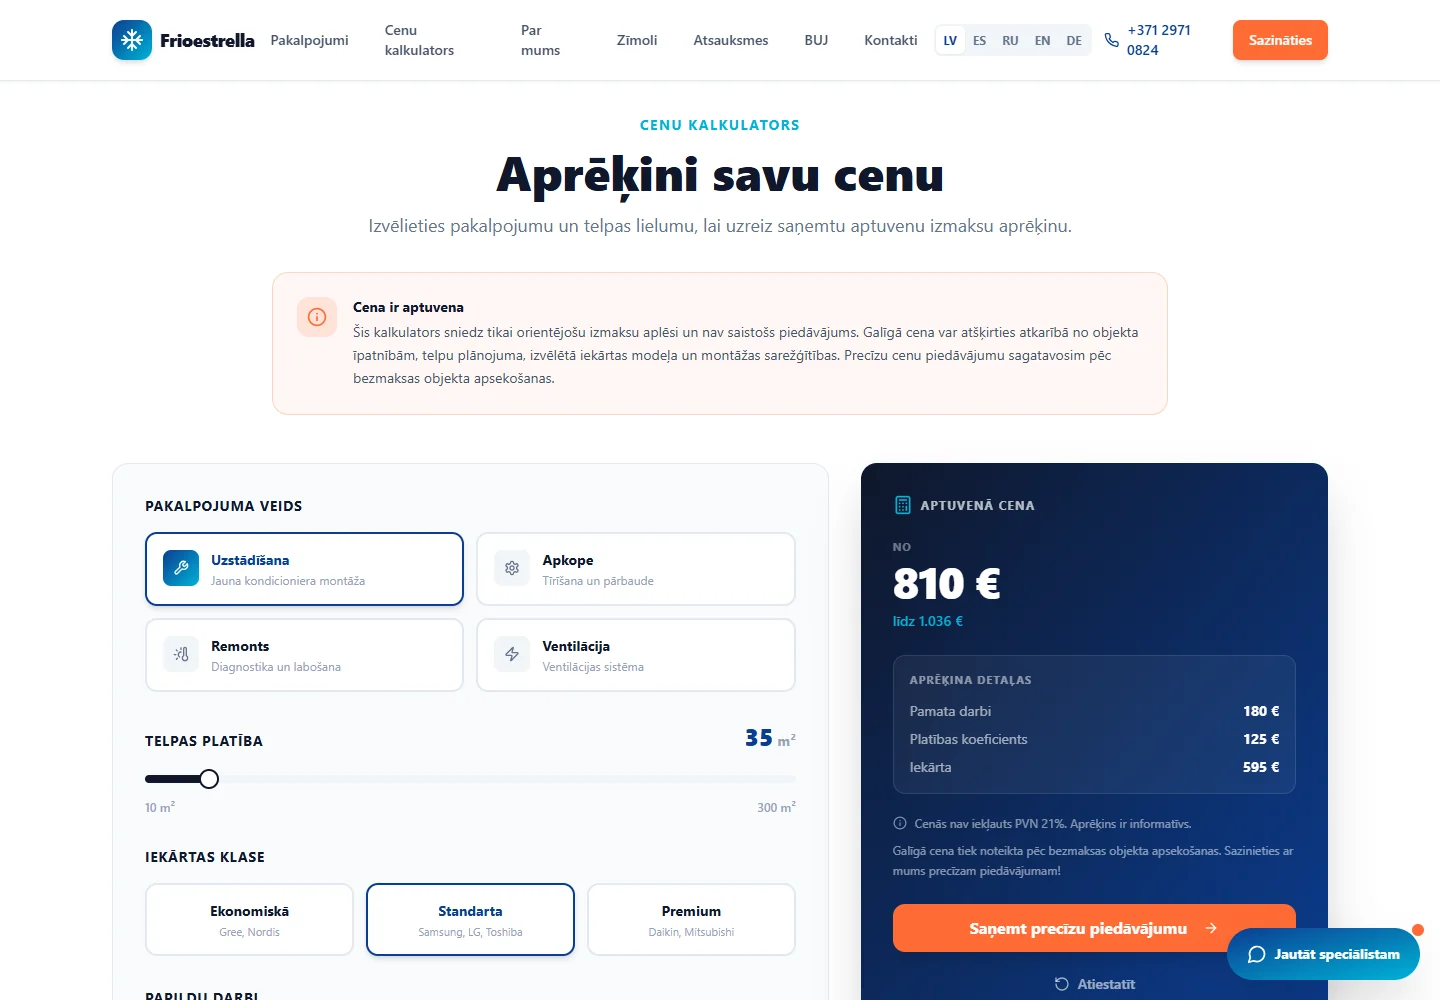 Frioestrella
Pakalpojumi
Cenu
kalkulators
Par
mums
Zīmoli
Atsauksmes
BUJ
Kontakti
LV ES RU EN DE
+371 2971
0824
Sazināties
CENU KALKULATORS
Aprēķini savu cenu
Izvēlieties pakalpojumu un telpas lielumu, lai uzreiz saņemtu aptuvenu izmaksu aprēķinu.
Cena ir aptuvena
Šis kalkulators sniedz tikai orientējošu izmaksu aplēsi un nav saistošs piedāvājums. Galīgā cena var atšķirties atkarībā no objekta
īpatnībām, telpu plānojuma, izvēlētā iekārtas modeļa un montāžas sarežģītības. Precīzu cenu piedāvājumu sagatavosim pēc
bezmaksas objekta apsekošanas.
PAKALPOJUMA VEIDS
Uzstādīšana
Jauna kondicioniera montāža
Apkope
Tīrīšana un pārbaude
Remonts
Diagnostika un labošana
Ventilācija
Ventilācijas sistēma
TELPAS PLATĪBA
35 m²
10 m²
300 m²
IEKĀRTAS KLASE
Ekonomiskā
Gree, Nordis
Standarta
Samsung, LG, Toshiba
Premium
Daikin, Mitsubishi
PAPILDU DARBI
APTUVENĀ CENA
NO
810 €
līdz 1.036 €
APRĒĶINA DETAĻAS
Pamata darbi 180 €
Platības koeficients 125 €
Iekārta 595 €
Cenās nav iekļauts PVN 21%. Aprēķins ir informatīvs.
Galīgā cena tiek noteikta pēc bezmaksas objekta apsekošanas. Sazinieties ar
mums precīzam piedāvājumam!
Saņemt precīzu piedāvājumu
Jautāt speciālistam
Atiestatīt